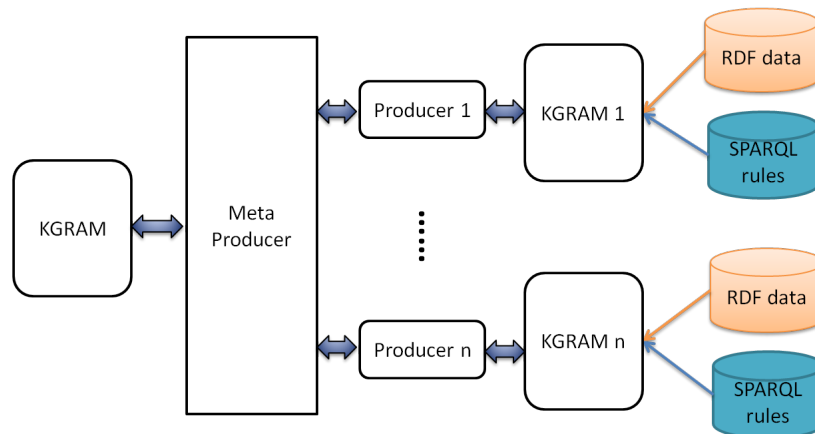 RDF data
Producer 1
KGRAM 1
SPARQL
rules
KGRAM
Meta
Producer
RDF data
Producer n
KGRAM n
SPARQL
rules